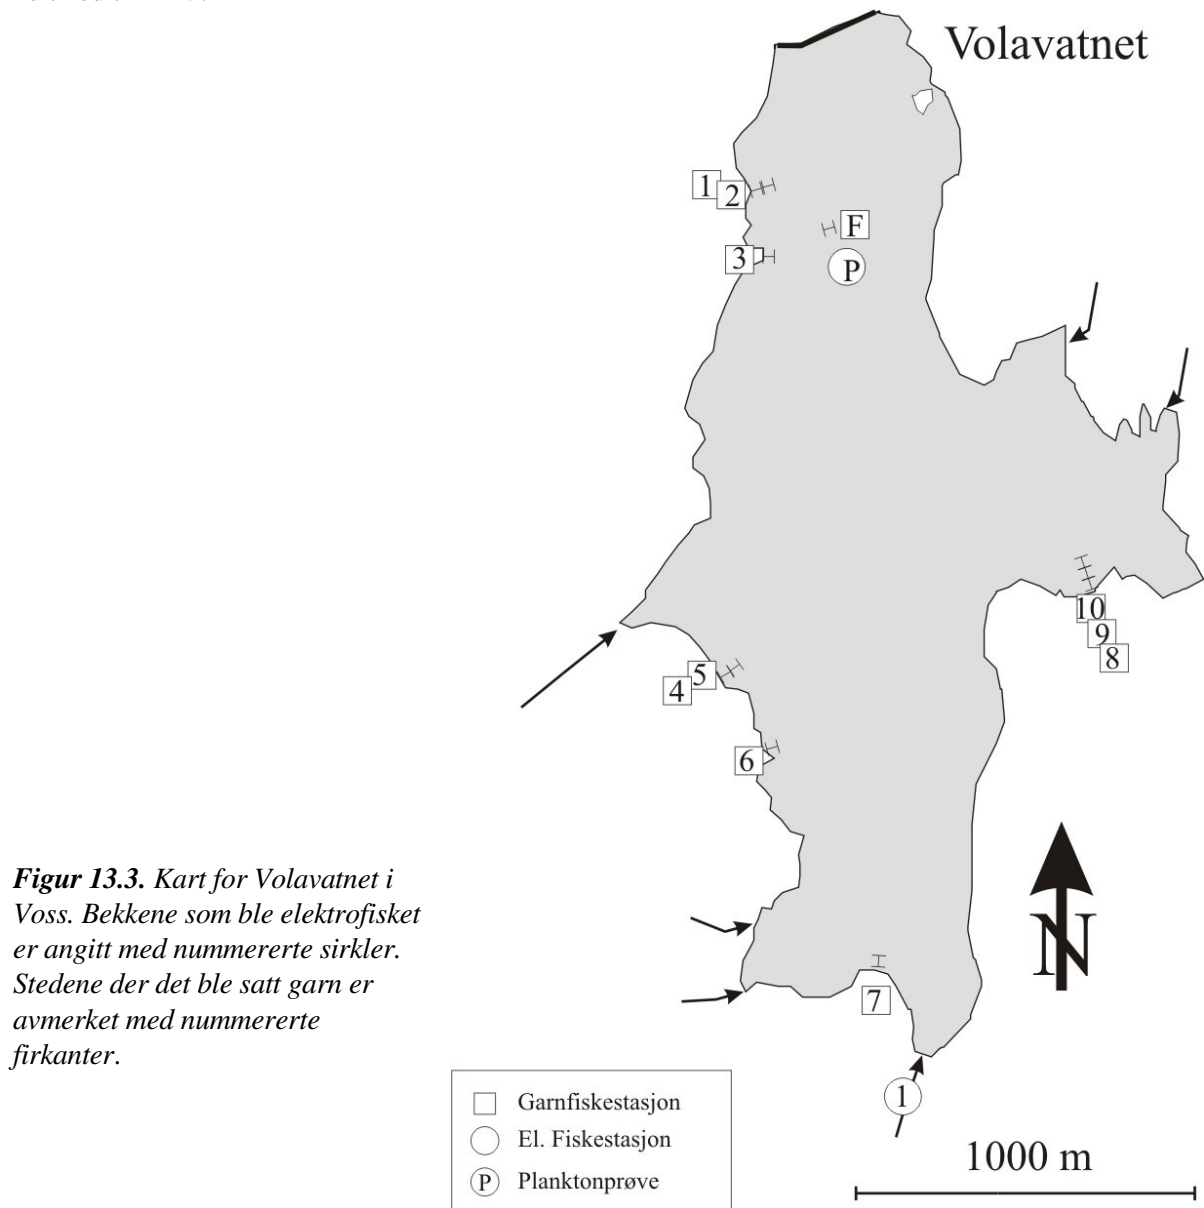 Volavatnet
1
2
F
3
P
10
9
8
5
4
6
N
7
1
Figur 13.3. Kart for Volavatnet i
Voss. Bekkene som ble elektrofisket
er angitt med nummererte sirkler.
Stedene der det ble satt garn er
avmerket med nummererte
firkanter.
Garnfiskestasjon
El. Fiskestasjon
P Planktonprøve
1000 m